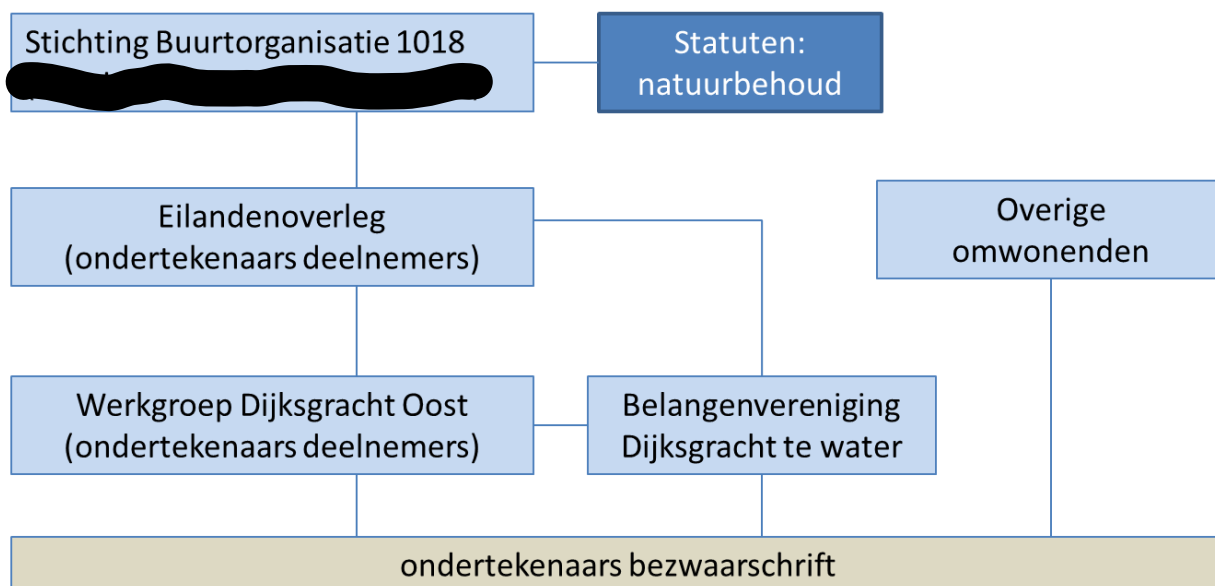 Stichting Buurtorganisatie 1018
Statuten:
natuurbehoud
Eilandenoverleg
(ondertekenaars deelnemers)
Overige
omwonenden
Werkgroep Dijksgracht Oost
(ondertekenaars deelnemers)
Belangenvereniging
Dijksgracht te water
ondertekenaars bezwaarschrift